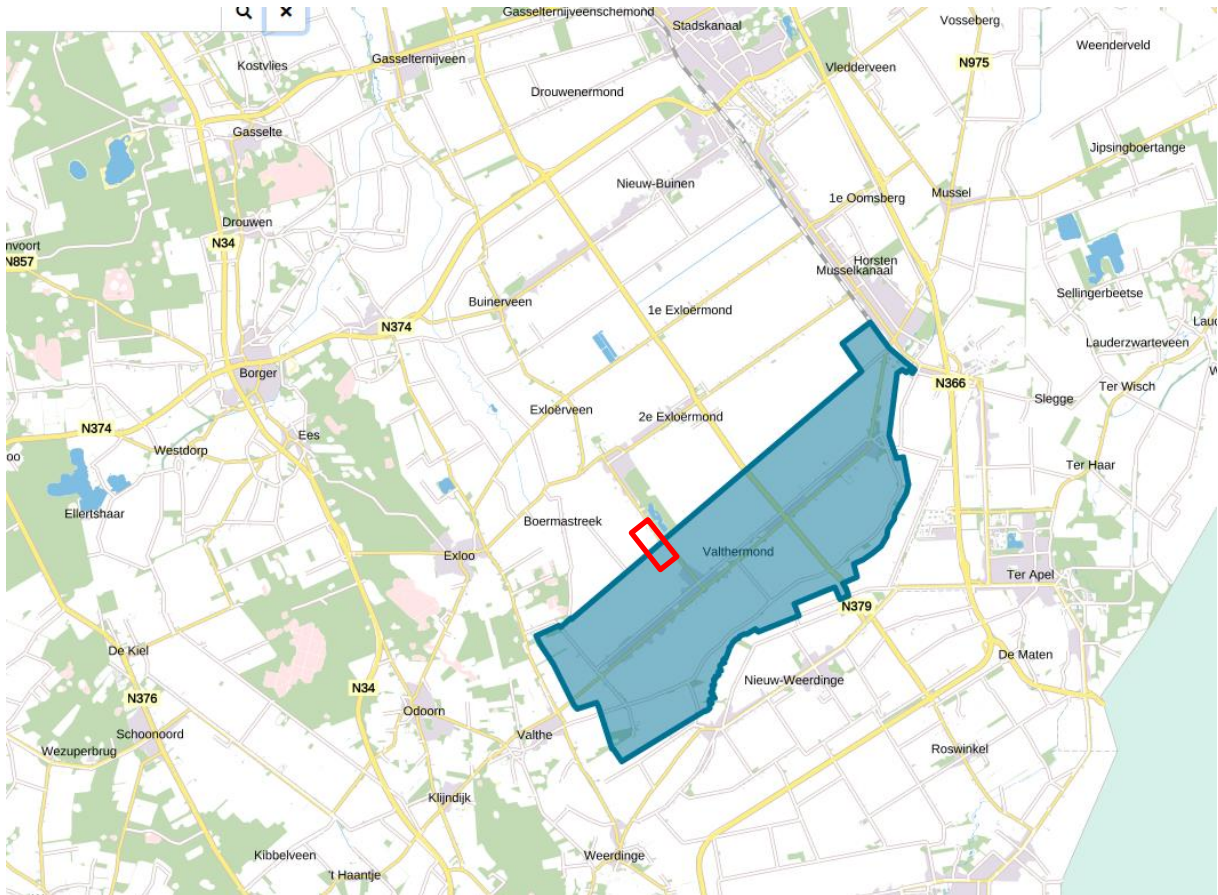 Gasselternijveenschemond
Stadskanaal
Vosseberg
Weenderveld
Kostvlies
Gasselternijveen
N975
Vledderveen
Drouwenermond
Gasselte
Jipsingboertange
Nieuw-Buinen
Mussel
1e Oomsberg
Drouwen
N34
nvoort
N857
Horsten
Musselkanaal
Sellingerbeetse
Buinerveen
1e Exloërmond
N374
Laud
Lauderzwarteveen
Borger
N366
Ter Wisch
Slegge
Exloërveen
2e Exloërmond
N374
Ees
Westdorp
oo
Ter Haar
Ellertshaar
Boermastreek
Valthermond
Exloo
Ter Apel
N379
De Kiel
De Maten
N34
Nieuw-Weerdinge
N376
Odoorn
Schoonoord
Valthe
Wezuperbrug
Roswinkel
Klijndijk
Kibbelveen
Weerdinge
't Haantje